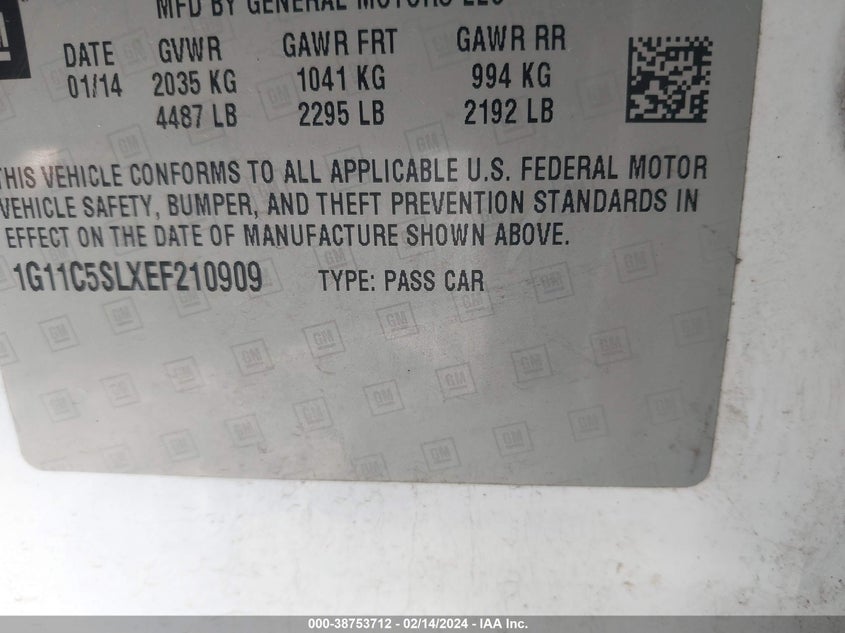 MFD BY GENERAL MOTORS LLC
DATE GVWR GAWR FRT GAWR RR
01/14 2035 KG 1041 KG 994 KG
4487 LB 2295 LB 2192 LB
THIS VEHICLE CONFORMS TO ALL APPLICABLE U.S. FEDERAL MOTOR
VEHICLE SAFETY, BUMPER, AND THEFT PREVENTION STANDARDS IN
EFFECT ON THE DATE OF MANUFACTURE SHOWN ABOVE.
1G11C5SLXEF210909 TYPE: PASS CAR
000-38753712 - 02/14/2024 - IAA Inc.